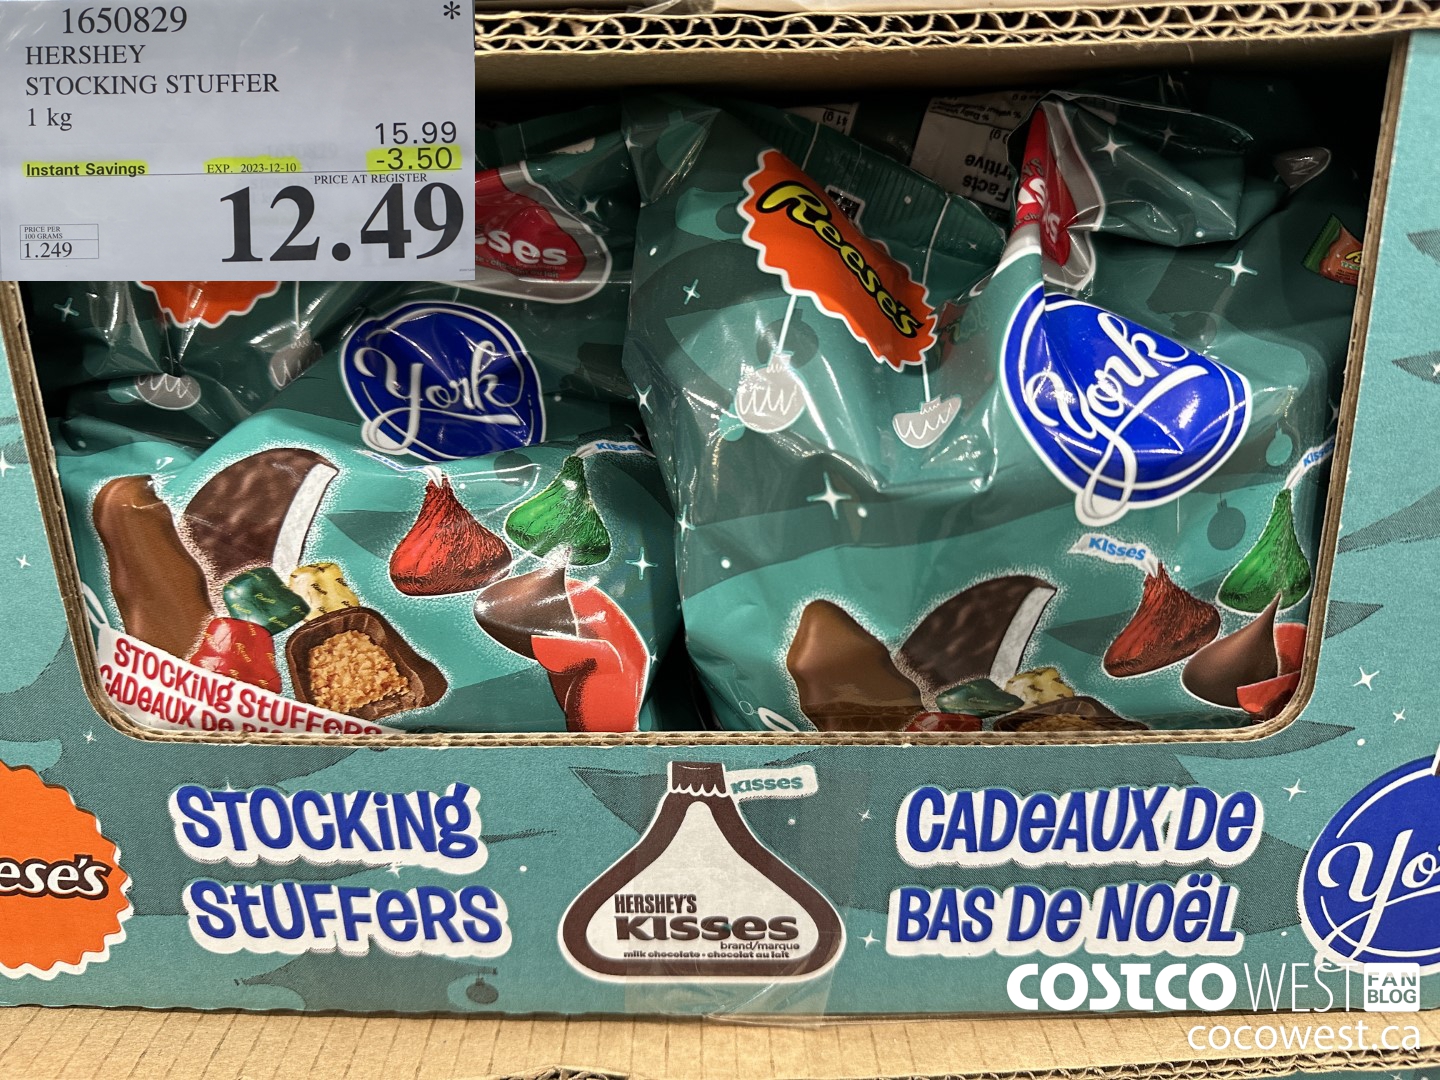 1650829 *
HERSHEY
STOCKING STUFFER
1 kg
15.99
Instant Savings EXP. 2023-12-10 -3.50
PRICE AT REGISTER
12.49
PRICE PER
100 GRAMS
1.249
Facts
Reese's
York
York
Kisses
Kisses
STOCKiNg StUFFeRS
CADeAUX De
STOCKiNg
StUFFeRS
KISSES
HERSHEY'S
KISSES
brand/marque
milk chocolate • chocolat au lait
CADeAUX De
BAS De NOëL
ese's
Yo
COSTCO WEST FAN BLOG
cocowest.ca